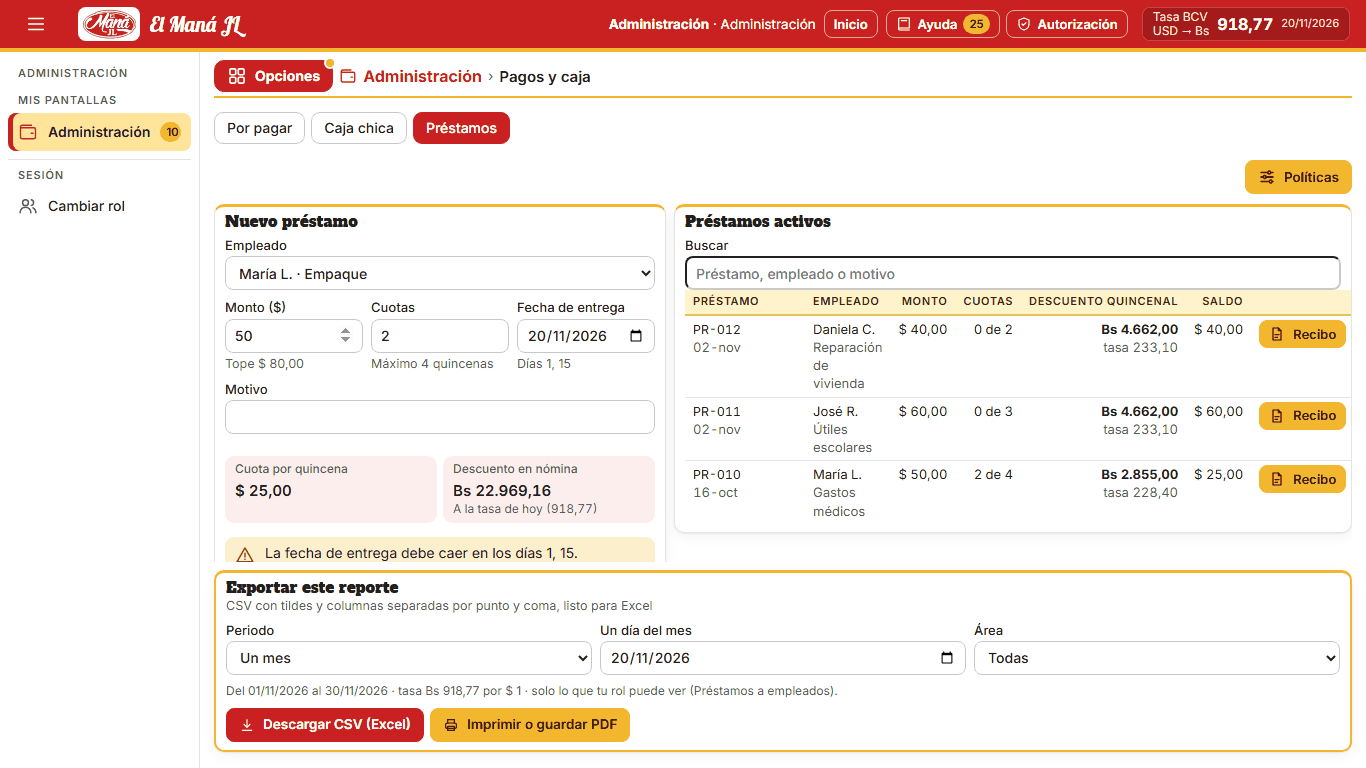 El Maná JL
El Maná JL
Administración · Administración
Inicio
Ayuda 25
Autorización
Tasa BCV
USD → Bs
918,77
20/11/2026
ADMINISTRACIÓN
MIS PANTALLAS
Administración 10
SESIÓN
Cambiar rol
Opciones
Administración › Pagos y caja
Por pagar
Caja chica
Préstamos
Políticas
Nuevo préstamo
Empleado
María L. · Empaque
Monto ($)
Cuotas
Fecha de entrega
50
2
20/11/2026
Tope $ 80,00
Máximo 4 quincenas
Días 1, 15
Motivo
Cuota por quincena
$ 25,00
Descuento en nómina
Bs 22.969,16
A la tasa de hoy (918,77)
La fecha de entrega debe caer en los días 1, 15.
Préstamos activos
Buscar
Préstamo, empleado o motivo
PRÉSTAMO EMPLEADO MONTO CUOTAS DESCUENTO QUINCENAL SALDO
PR-012 Daniela C. $ 40,00 0 de 2 Bs 4.662,00 $ 40,00 Recibo
02-nov Reparación tasa 233,10
de
vivienda
PR-011 José R. $ 60,00 0 de 3 Bs 4.662,00 $ 60,00 Recibo
02-nov Útiles tasa 233,10
escolares
PR-010 María L. $ 50,00 2 de 4 Bs 2.855,00 $ 25,00 Recibo
16-oct Gastos tasa 228,40
médicos
Exportar este reporte
CSV con tildes y columnas separadas por punto y coma, listo para Excel
Periodo
Un día del mes
Área
Un mes
20/11/2026
Todas
Del 01/11/2026 al 30/11/2026 · tasa Bs 918,77 por $ 1 · solo lo que tu rol puede ver (Préstamos a empleados).
Descargar CSV (Excel)
Imprimir o guardar PDF